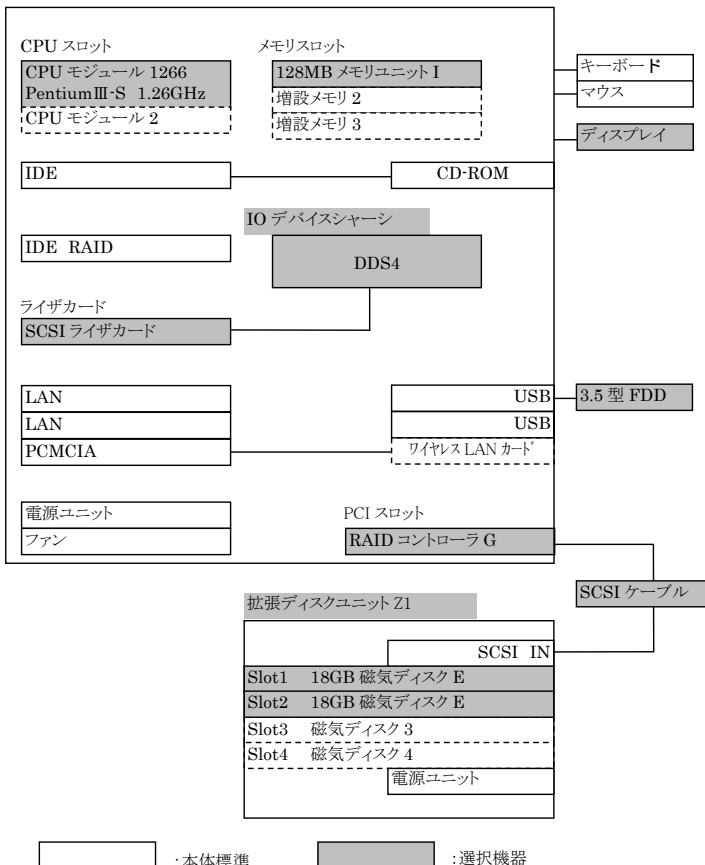 CPU スロット
メモリスロット
CPU モジュール 1266
PentiumⅢ-S 1.26GHz
CPU モジュール 2
128MB メモリユニット I
増設メモリ 2
増設メモリ 3
キーボード
マウス
ディスプレイ
IDE
CD-ROM
IO デバイスシャーシ
IDE RAID
DDS4
ライザカード
SCSI ライザカード
LAN
LAN
PCMCIA
USB
USB
ワイヤレス LAN カード
3.5 型 FDD
電源ユニット
ファン
PCI スロット
RAID コントローラ G
SCSI ケーブル
拡張ディスクユニット Z1
SCSI IN
Slot1 18GB 磁気ディスク E
Slot2 18GB 磁気ディスク E
Slot3 磁気ディスク 3
Slot4 磁気ディスク 4
電源ユニット
:本体標準
:選択機器